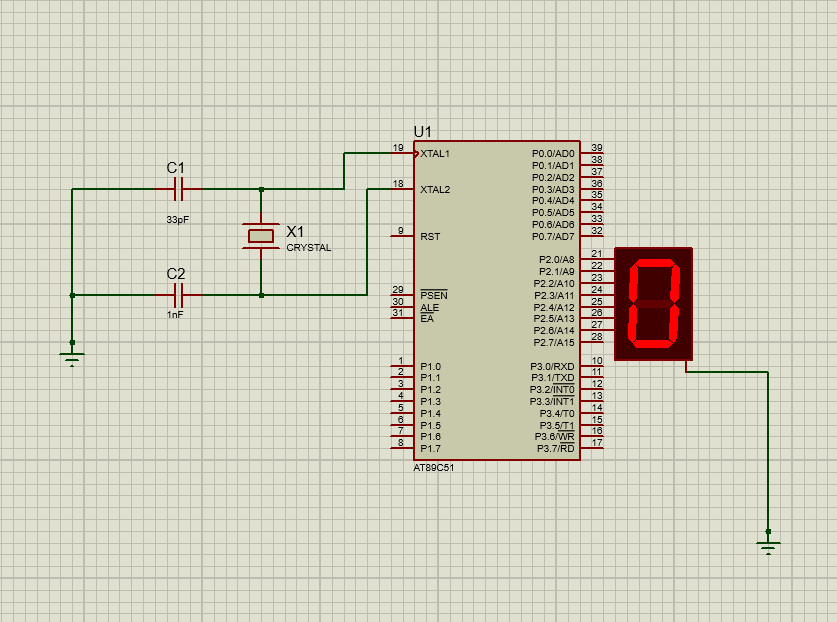 U1
C1
33pF
X1
CRYSTAL
C2
1nF
19 XTAL1
18 XTAL2
9 RST
29 PSEN
30 ALE
31 EA
1 P1.0
2 P1.1
3 P1.2
4 P1.3
5 P1.4
6 P1.5
7 P1.6
8 P1.7
P0.0/AD0 39
P0.1/AD1 38
P0.2/AD2 37
P0.3/AD3 36
P0.4/AD4 35
P0.5/AD5 34
P0.6/AD6 33
P0.7/AD7 32
P2.0/A8 21
P2.1/A9 22
P2.2/A10 23
P2.3/A11 24
P2.4/A12 25
P2.5/A13 26
P2.6/A14 27
P2.7/A15 28
P3.0/RXD 10
P3.1/TXD 11
P3.2/INT0 12
P3.3/INT1 13
P3.4/T0 14
P3.5/T1 15
P3.6/WR 16
P3.7/RD 17
AT89C51
0